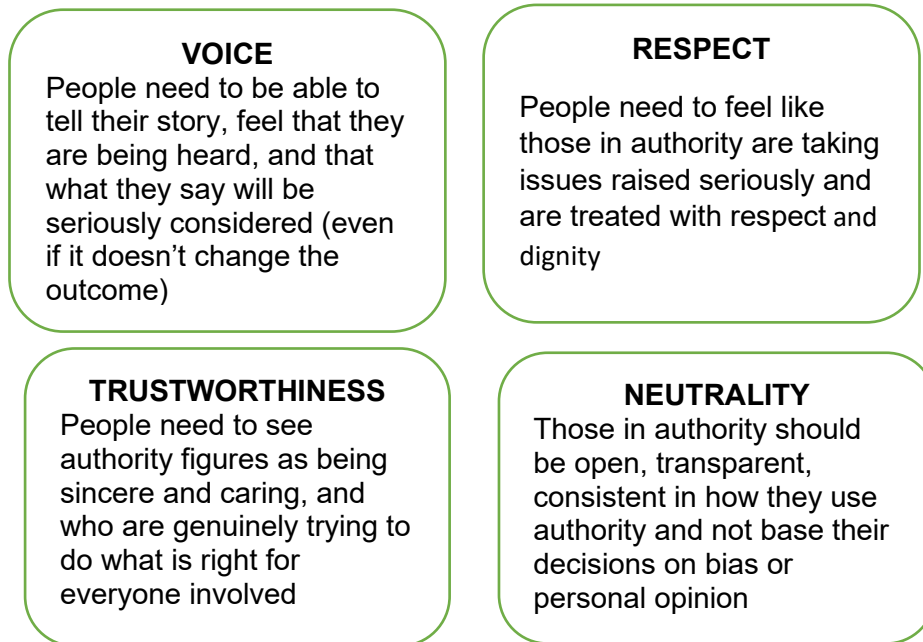 VOICE
People need to be able to
tell their story, feel that they
are being heard, and that
what they say will be
seriously considered (even
if it doesn’t change the
outcome)
RESPECT
People need to feel like
those in authority are taking
issues raised seriously and
are treated with respect and
dignity
TRUSTWORTHINESS
People need to see
authority figures as being
sincere and caring, and
who are genuinely trying to
do what is right for
everyone involved
NEUTRALITY
Those in authority should
be open, transparent,
consistent in how they use
authority and not base their
decisions on bias or
personal opinion